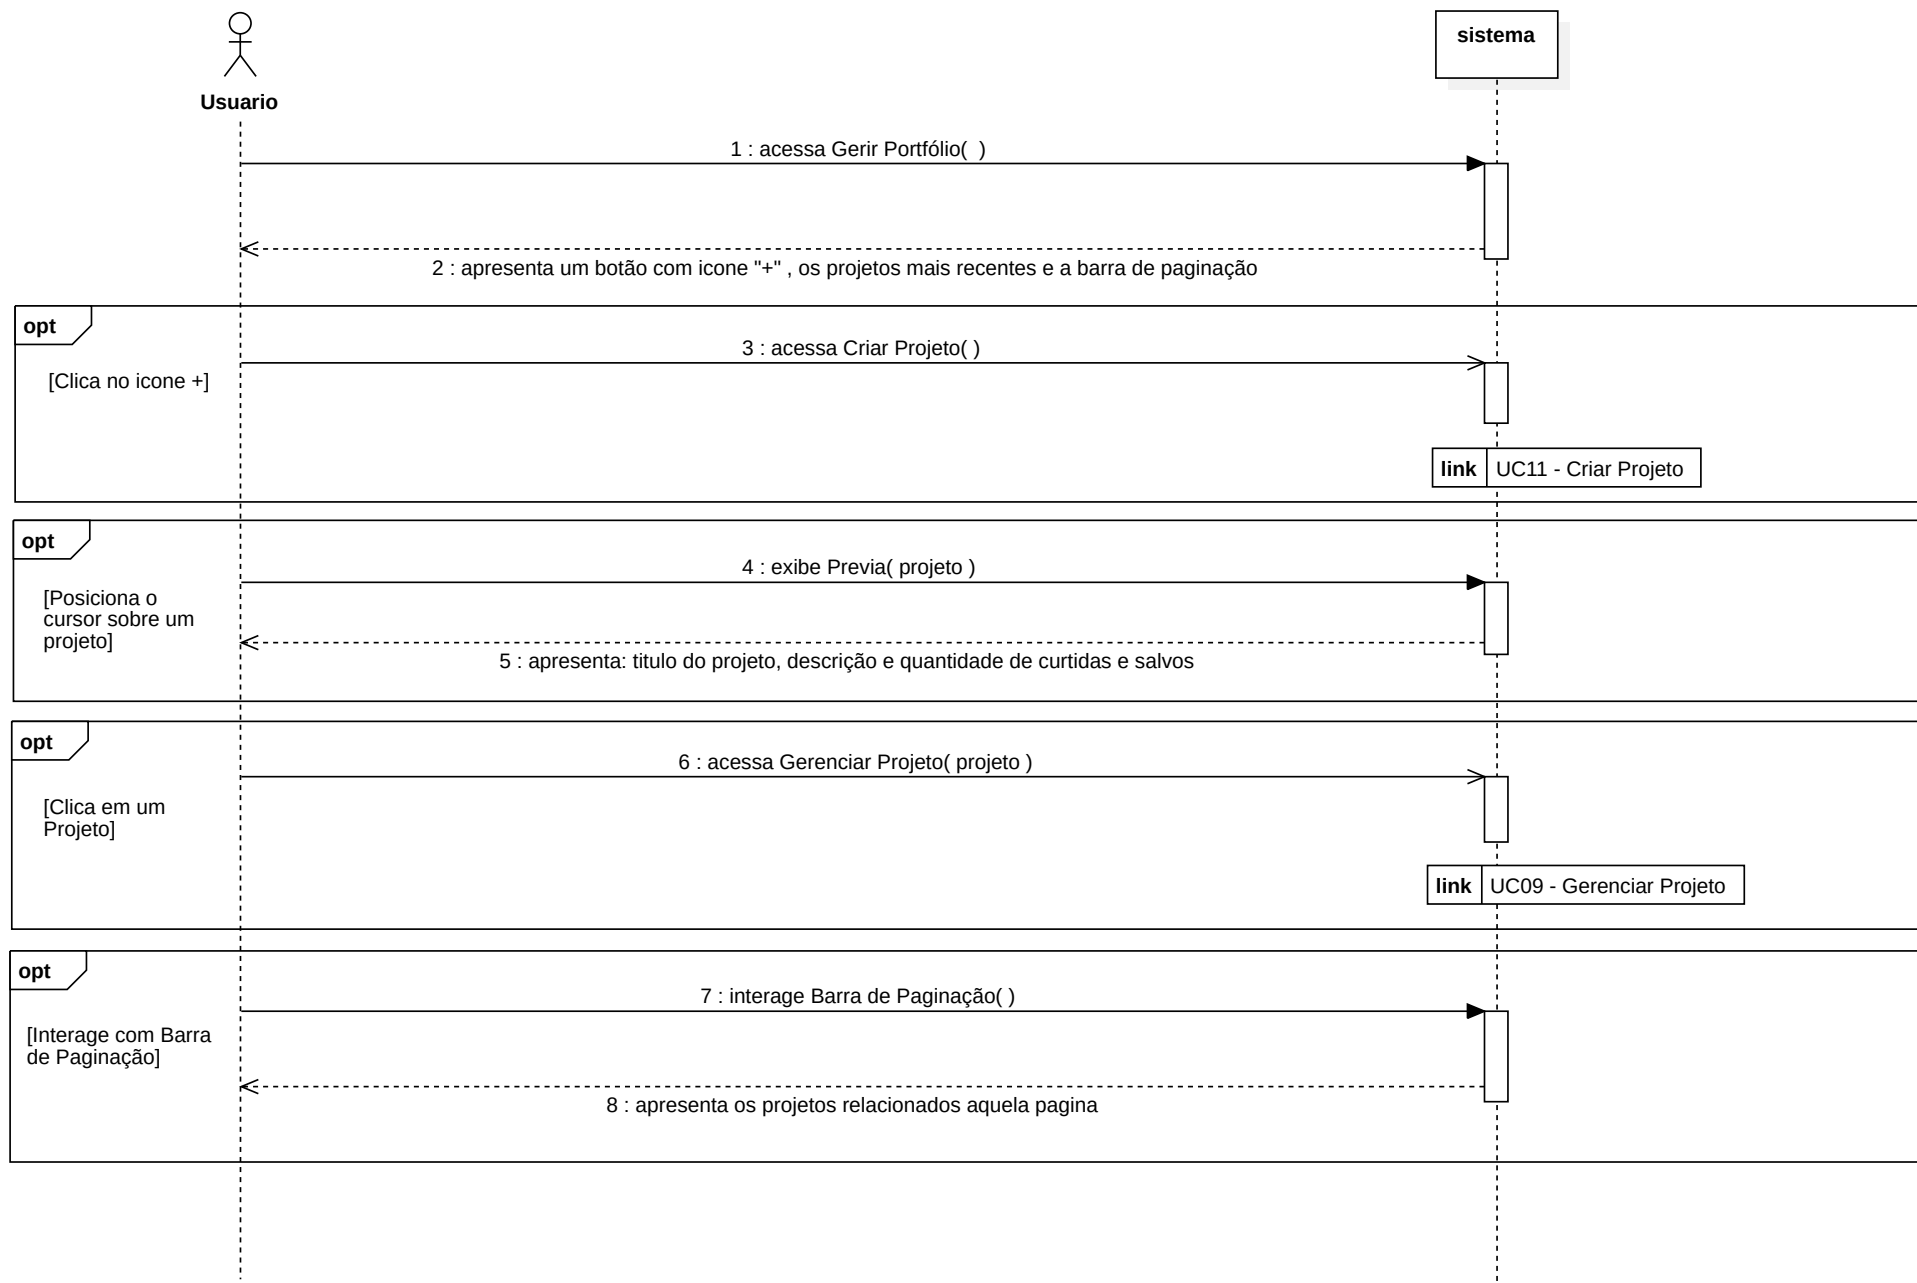 sistema
Usuario
1 : acessa Gerir Portfólio(  )
2 : apresenta um botão com icone "+" , os projetos mais recentes e a barra de paginação
opt
3 : acessa Criar Projeto( )
[Clica no icone +]
link UC11 - Criar Projeto
opt
4 : exibe Previa( projeto )
[Posiciona o
cursor sobre um
projeto]
5 : apresenta: titulo do projeto, descrição e quantidade de curtidas e salvos
opt
6 : acessa Gerenciar Projeto( projeto )
[Clica em um
Projeto]
link UC09 - Gerenciar Projeto
opt
7 : interage Barra de Paginação( )
[Interage com Barra
de Paginação]
8 : apresenta os projetos relacionados aquela pagina